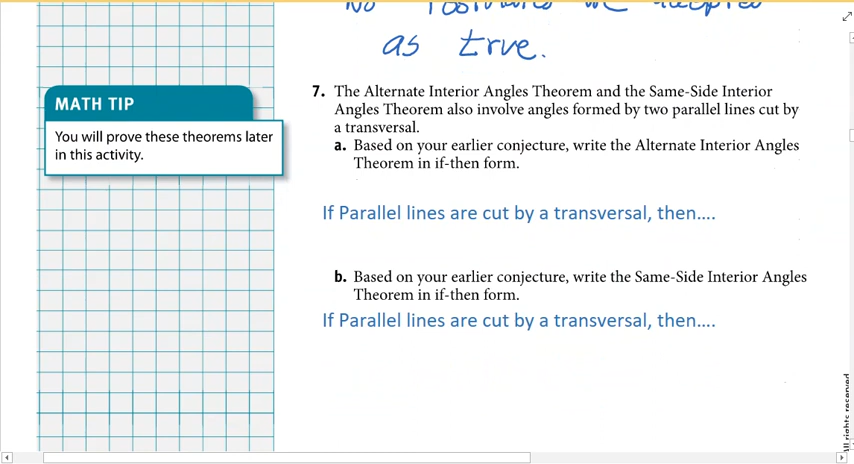 No
as true.
MATH TIP
You will prove these theorems later
in this activity.
7. The Alternate Interior Angles Theorem and the Same-Side Interior
Angles Theorem also involve angles formed by two parallel lines cut by
a transversal.
a. Based on your earlier conjecture, write the Alternate Interior Angles
Theorem in if-then form.
If Parallel lines are cut by a transversal, then....
b. Based on your earlier conjecture, write the Same-Side Interior Angles
Theorem in if-then form.
If Parallel lines are cut by a transversal, then....
All rights reserved